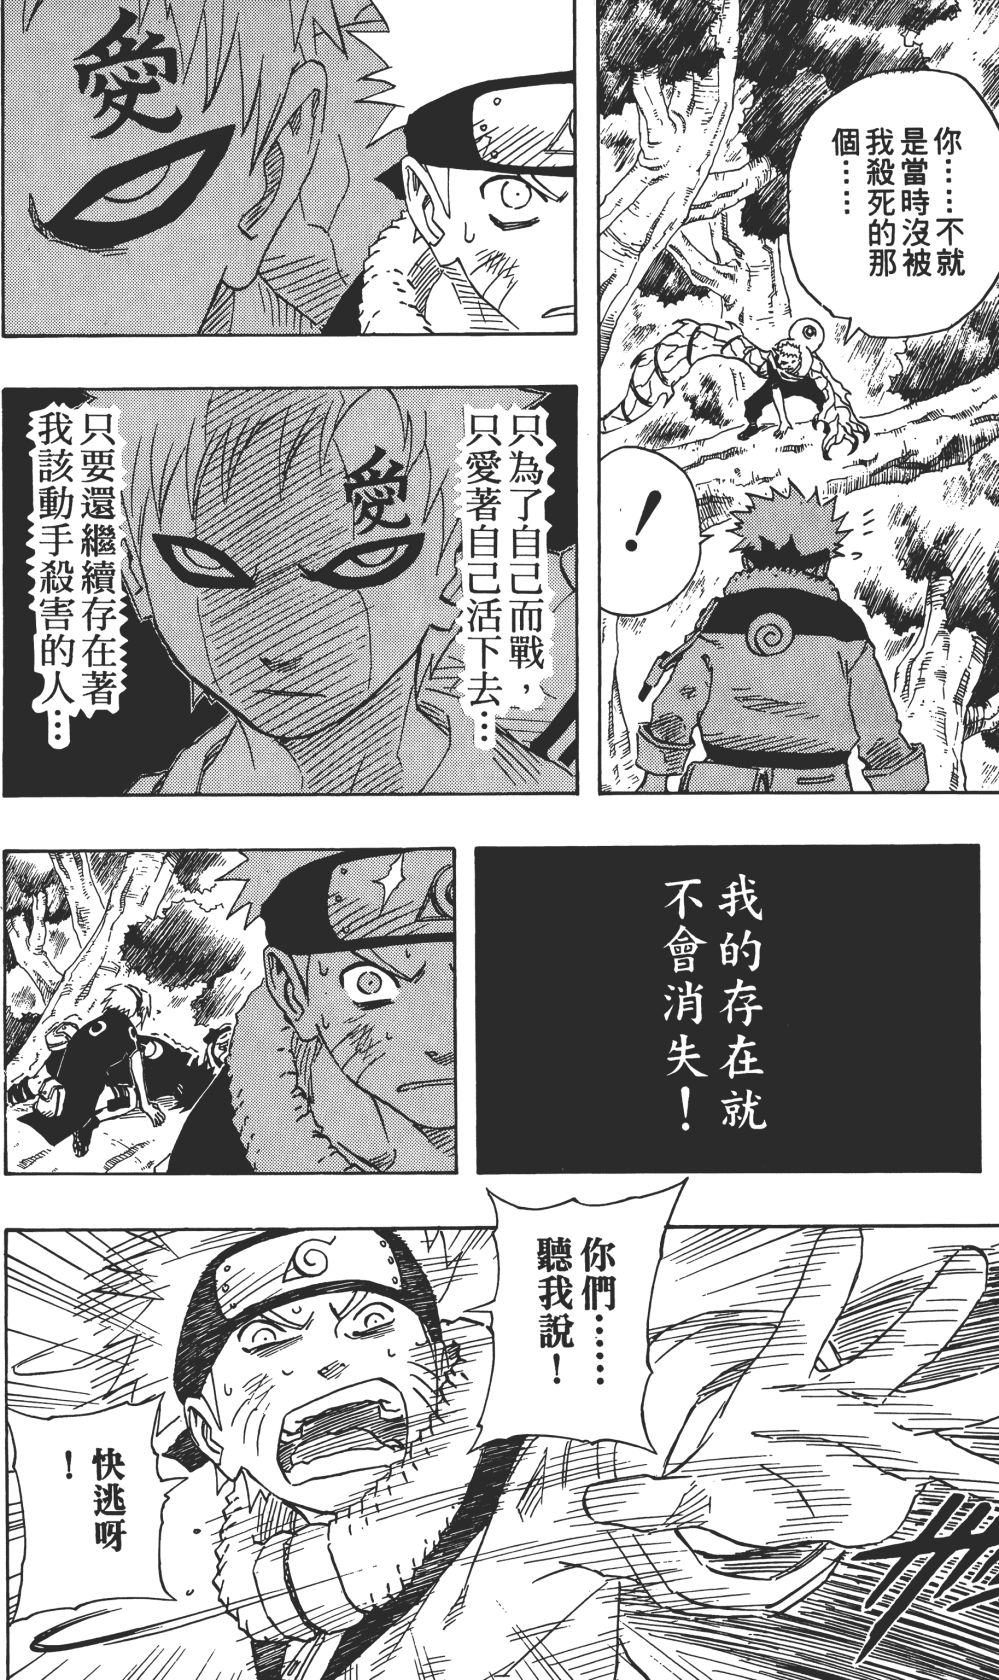 你……不就
是當時沒被
我殺死的那
個……
！
愛
只為了自己而戰，
只愛著自己活下去…
愛
只要還繼續存在著
我該動手殺害的人…
我的存在就
不會消失！
你們……
聽我說！
快逃呀
！